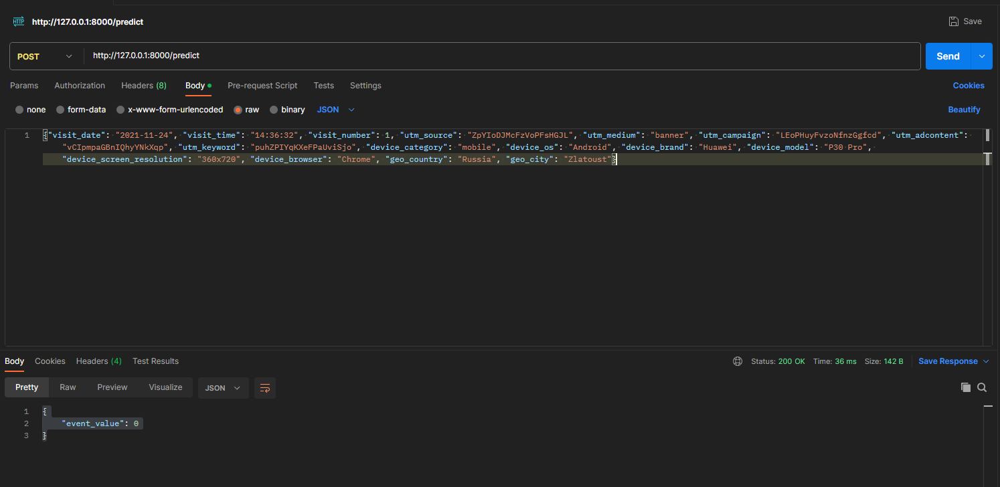 HTTP http://127.0.0.1:8000/predict Save
POST http://127.0.0.1:8000/predict Send
Params Authorization Headers (8) Body Pre-request Script Tests Settings Cookies
none form-data x-www-form-urlencoded raw binary JSON Beautify
1 {"visit_date": "2021-11-24", "visit_time": "14:36:32", "visit_number": 1, "utm_source": "ZpYIoDJMcFzVoPFsHGJL", "utm_medium": "banner", "utm_campaign": "LEoPHuyFvzoNfnzGgfcd", "utm_adcontent":
"vCIpmpaGBnIQhyYNkXqp", "utm_keyword": "puhZPIYqKXeFPaUviSjo", "device_category": "mobile", "device_os": "Android", "device_brand": "Huawei", "device_model": "P30 Pro",
"device_screen_resolution": "360x720", "device_browser": "Chrome", "geo_country": "Russia", "geo_city": "Zlatoust"}
Body Cookies Headers (4) Test Results Status: 200 OK Time: 36 ms Size: 142 B Save Response
Pretty Raw Preview Visualize JSON
1 {
2 "event_value": 0
3 }